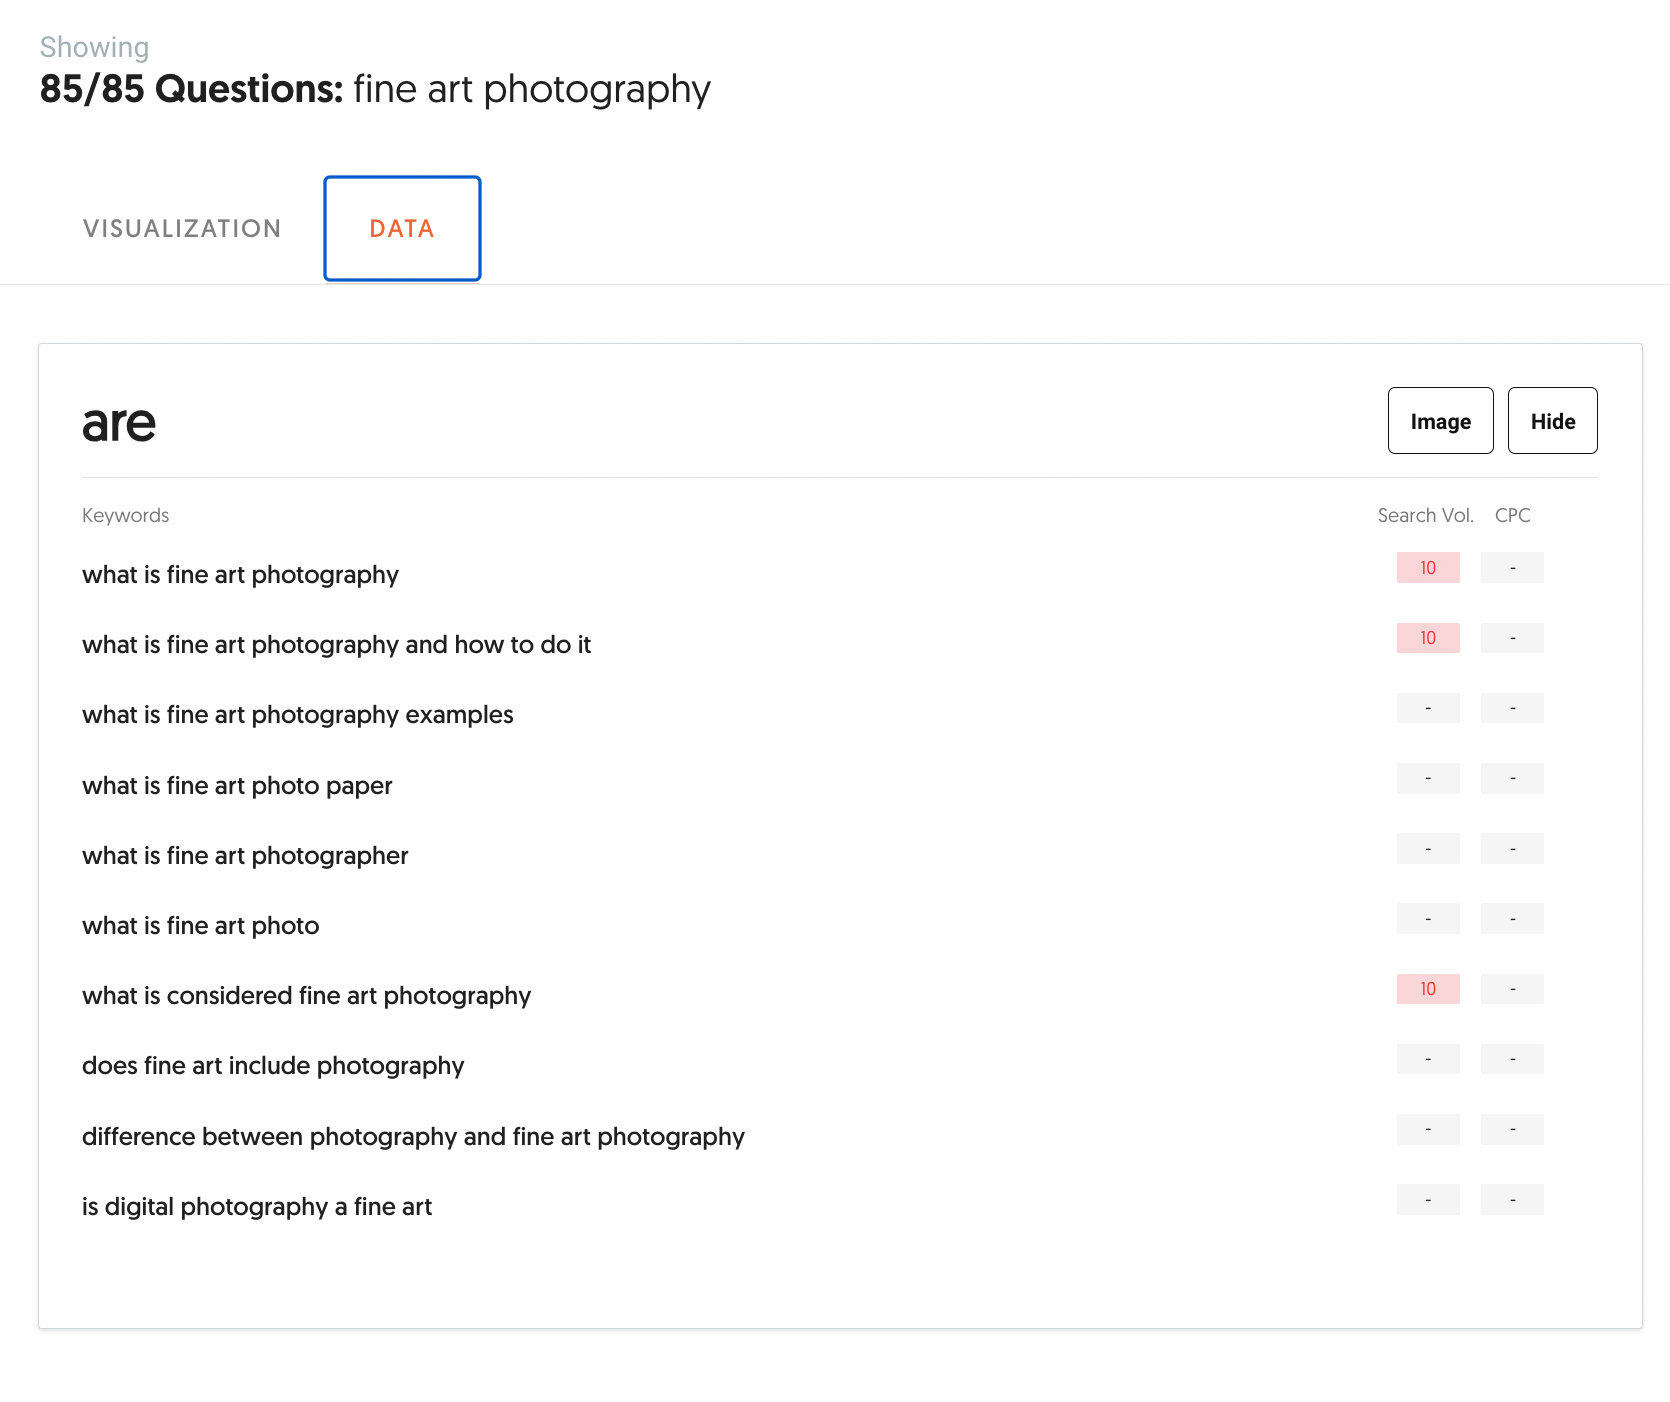 Showing
85/85 Questions: fine art photography
VISUALIZATION DATA
are
Image Hide
Keywords Search Vol. CPC
what is fine art photography 10 -
what is fine art photography and how to do it 10 -
what is fine art photography examples - -
what is fine art photo paper - -
what is fine art photographer - -
what is fine art photo - -
what is considered fine art photography 10 -
does fine art include photography - -
difference between photography and fine art photography - -
is digital photography a fine art - -